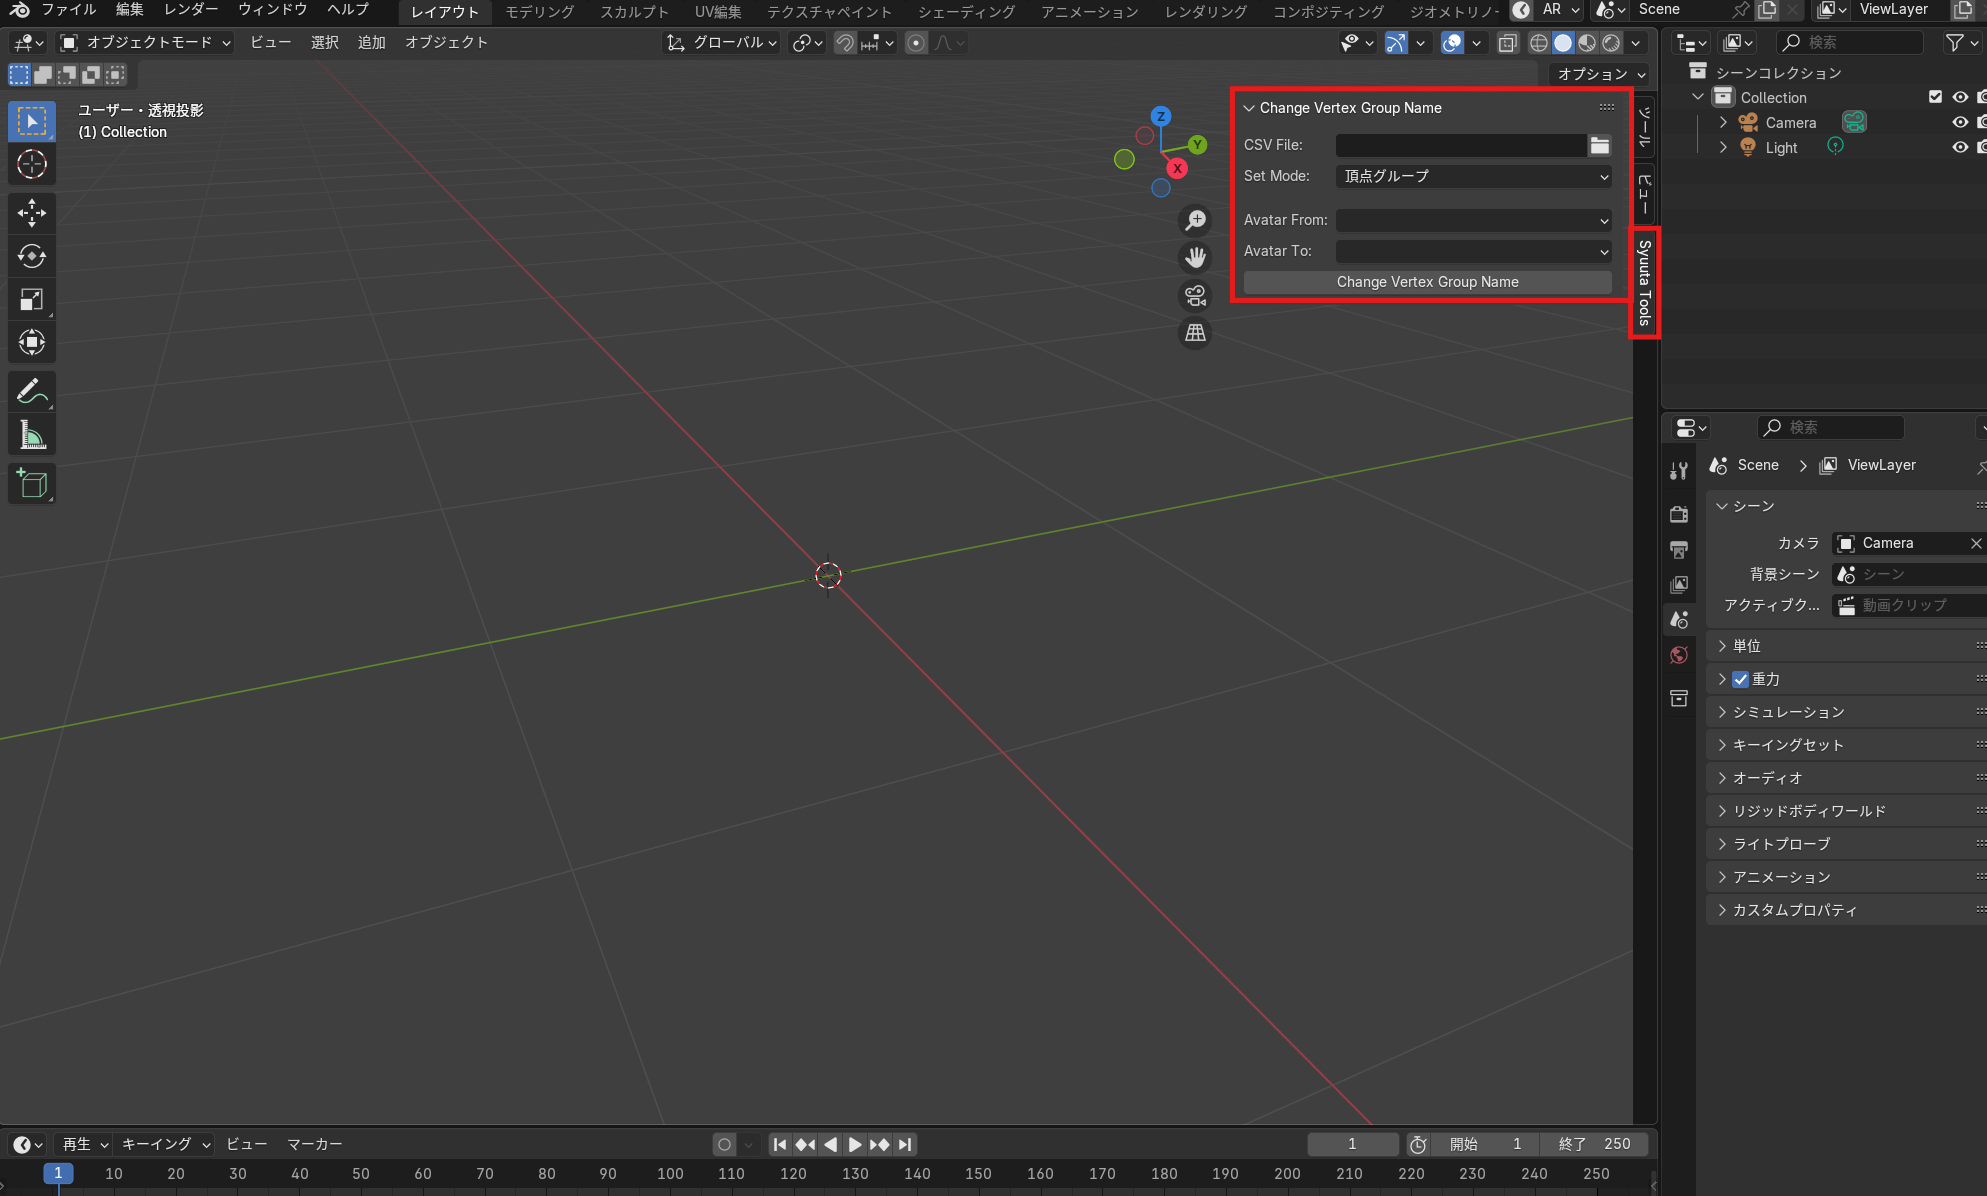 ファイル 編集 レンダー ウィンドウ ヘルプ レイアウト モデリング スカルプト UV編集 テクスチャペイント シェーディング アニメーション レンダリング コンポジティング ジオメトリノー AR Scene ViewLayer
オブジェクトモード ビュー 選択 追加 オブジェクト グローバル
オプション
ユーザー・透視投影
(1) Collection
Z
Y
X
Change Vertex Group Name
CSV File:
Set Mode: 頂点グループ
Avatar From:
Avatar To:
Change Vertex Group Name
ツール
ビュー
Syuuta Tools
検索
シーンコレクション
Collection
Camera
Light
検索
Scene ViewLayer
シーン
カメラ Camera
背景シーン シーン
アクティブク... 動画クリップ
単位
重力
シミュレーション
キーイングセット
オーディオ
リジッドボディワールド
ライトプローブ
アニメーション
カスタムプロパティ
再生 キーイング ビュー マーカー 1 開始 1 終了 250
1 10 20 30 40 50 60 70 80 90 100 110 120 130 140 150 160 170 180 190 200 210 220 230 240 250